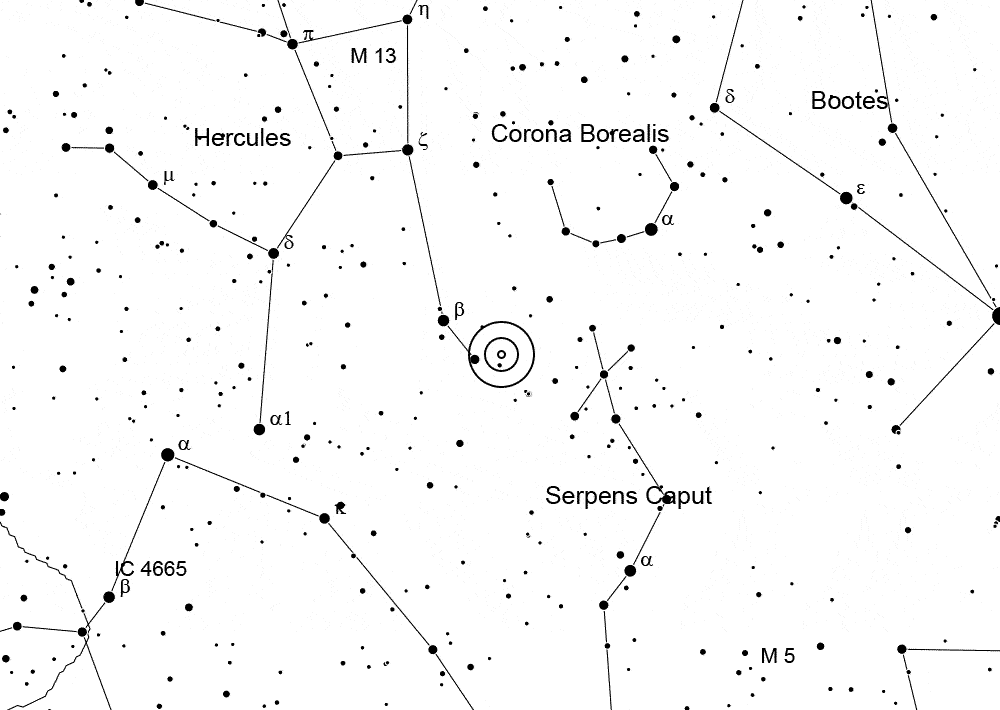 η
π
M 13
δ
Bootes
Hercules
Corona Borealis
ζ
μ
ε
α
δ
β
α1
α
Serpens Caput
κ
α
IC 4665
β
M 5